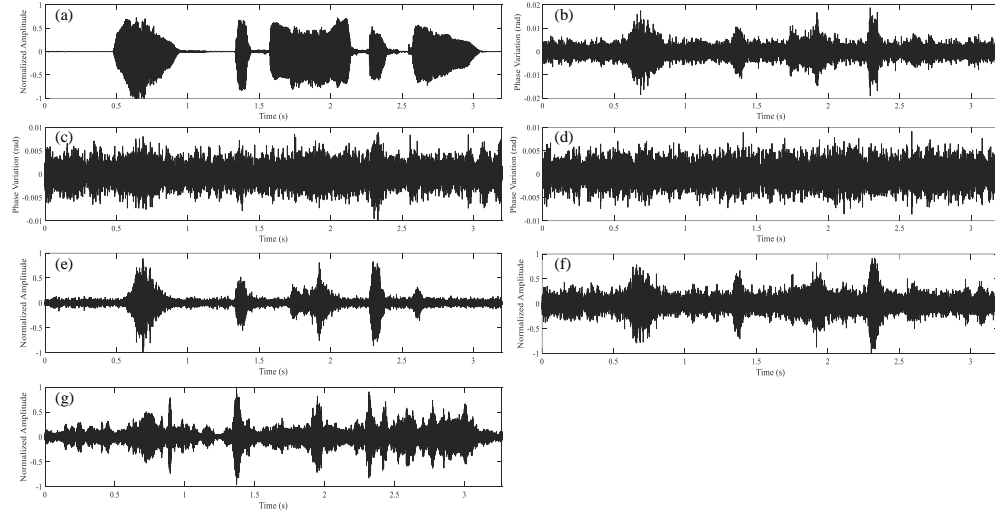 (a)
Normalized Amplitude
1
0.5
0
-0.5
-1
0 0.5 1 1.5 2 2.5 3
Time (s)
(b)
Phase Variation (rad)
0.02
0.01
0
-0.01
-0.02
0 0.5 1 1.5 2 2.5 3
Time (s)
(c)
Phase Variation (rad)
0.01
0.005
0
-0.005
-0.01
0 0.5 1 1.5 2 2.5 3
Time (s)
(d)
Phase Variation (rad)
0.01
0.005
0
-0.005
-0.01
0 0.5 1 1.5 2 2.5 3
Time (s)
(e)
Normalized Amplitude
1
0.5
0
-0.5
-1
0 0.5 1 1.5 2 2.5 3
Time (s)
(f)
Normalized Amplitude
1
0.5
0
-0.5
-1
0 0.5 1 1.5 2 2.5 3
Time (s)
(g)
Normalized Amplitude
1
0.5
0
-0.5
-1
0 0.5 1 1.5 2 2.5 3
Time (s)